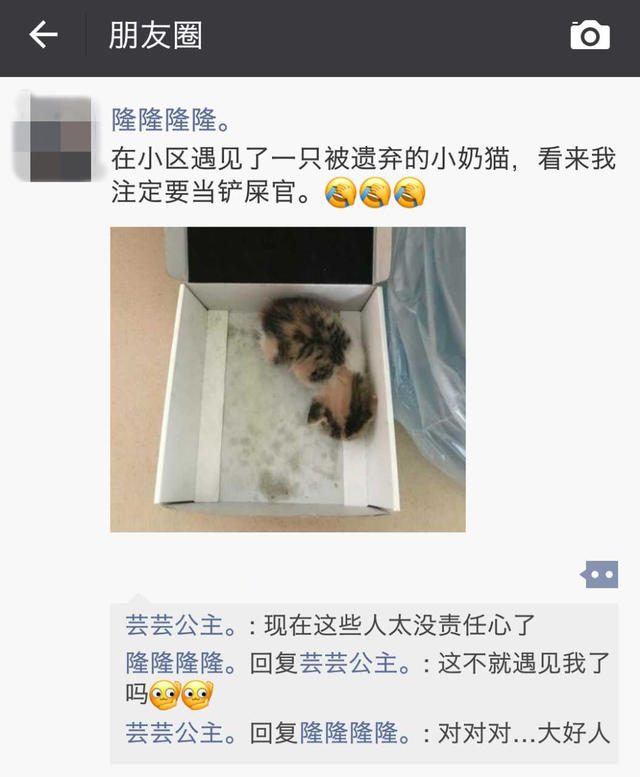 朋友圈
隆隆隆隆。
在小区遇见了一只被遗弃的小奶猫，看来我
注定要当铲屎官。
芸芸公主。: 现在这些人太没责任心了
隆隆隆隆。回复芸芸公主。: 这不就遇见我了
吗
芸芸公主。回复隆隆隆隆。: 对对对...大好人